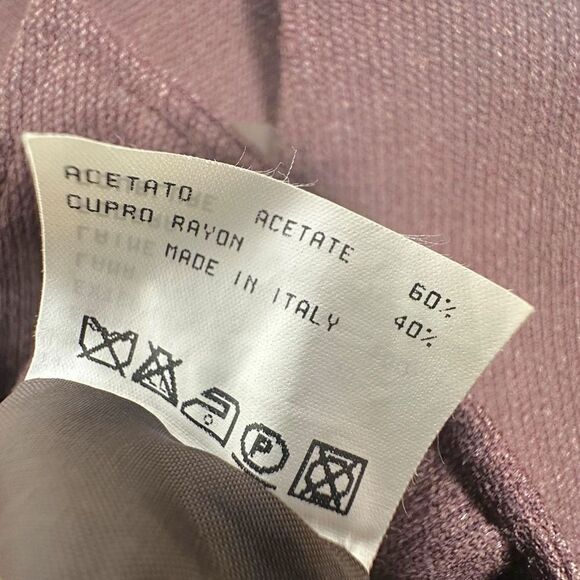 ACETATO ACETATE 60%
CUPRO RAYON 40%
MADE IN ITALY
P